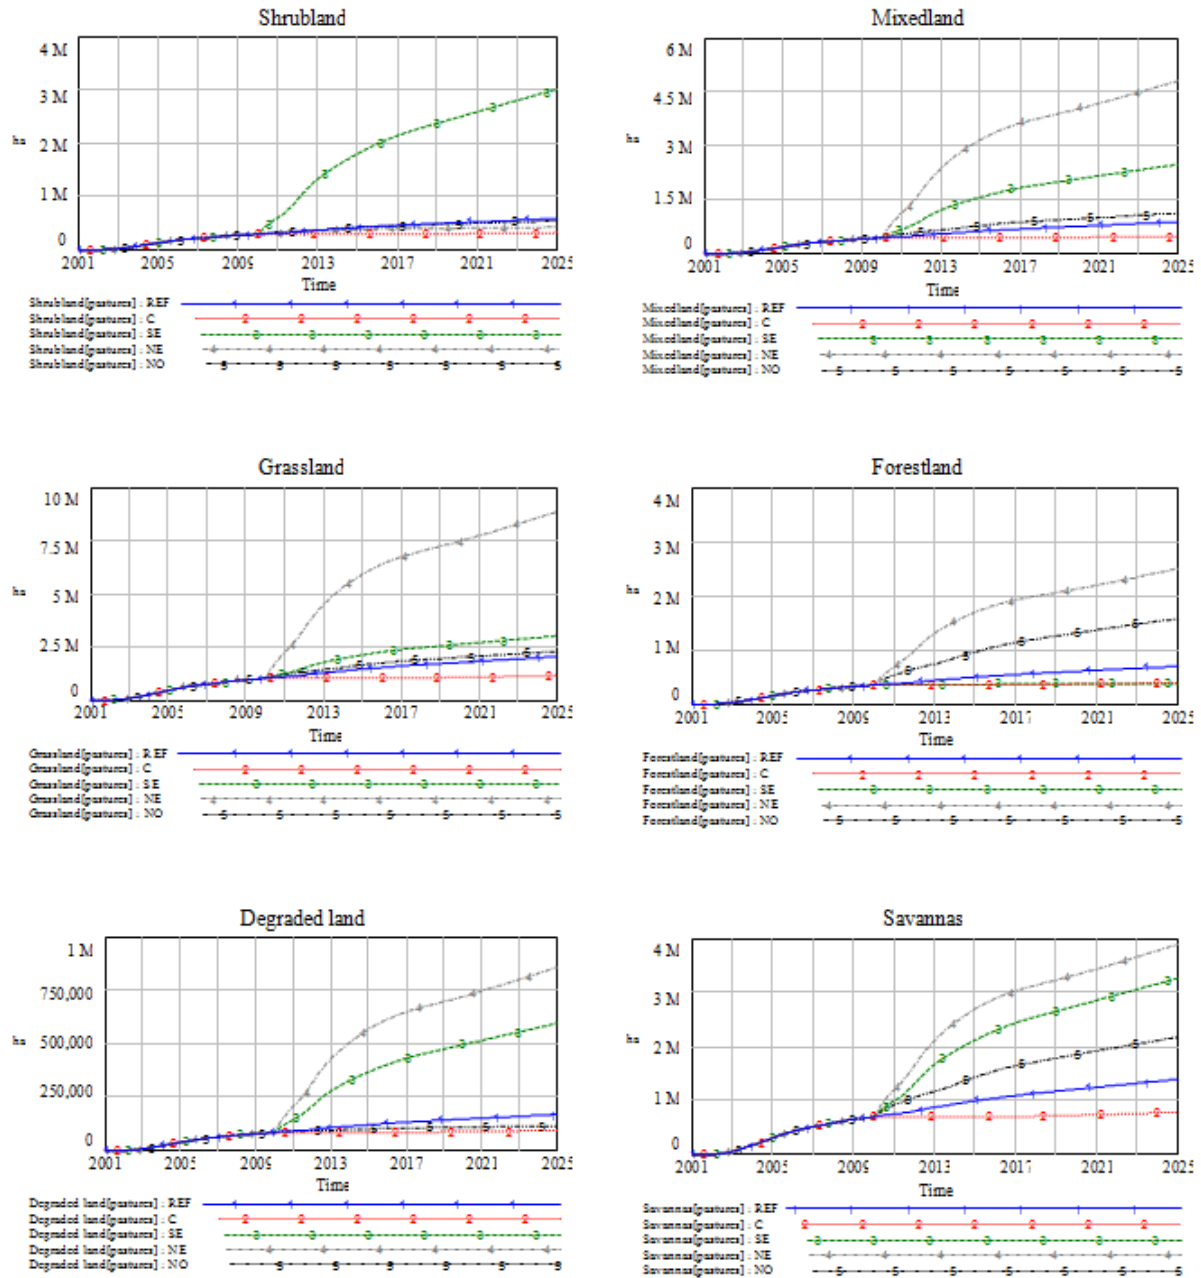 Shrubland
4 M
3 M
2 M
1 M
0
ha
2001 2005 2009 2013 2017 2021 2025
Time
Shrubland[pastures] : REF
Shrubland[pastures] : C
Shrubland[pastures] : SE
Shrubland[pastures] : NE
Shrubland[pastures] : NO
Mixedland
6 M
4.5 M
3 M
1.5 M
0
ha
2001 2005 2009 2013 2017 2021 2025
Time
Mixedland[pastures] : REF
Mixedland[pastures] : C
Mixedland[pastures] : SE
Mixedland[pastures] : NE
Mixedland[pastures] : NO
Grassland
10 M
7.5 M
5 M
2.5 M
0
ha
2001 2005 2009 2013 2017 2021 2025
Time
Grassland[pastures] : REF
Grassland[pastures] : C
Grassland[pastures] : SE
Grassland[pastures] : NE
Grassland[pastures] : NO
Forestland
4 M
3 M
2 M
1 M
0
ha
2001 2005 2009 2013 2017 2021 2025
Time
Forestland[pastures] : REF
Forestland[pastures] : C
Forestland[pastures] : SE
Forestland[pastures] : NE
Forestland[pastures] : NO
Degraded land
1 M
750,000
500,000
250,000
0
ha
2001 2005 2009 2013 2017 2021 2025
Time
Degraded land[pastures] : REF
Degraded land[pastures] : C
Degraded land[pastures] : SE
Degraded land[pastures] : NE
Degraded land[pastures] : NO
Savannas
4 M
3 M
2 M
1 M
0
ha
2001 2005 2009 2013 2017 2021 2025
Time
Savannas[pastures] : REF
Savannas[pastures] : C
Savannas[pastures] : SE
Savannas[pastures] : NE
Savannas[pastures] : NO